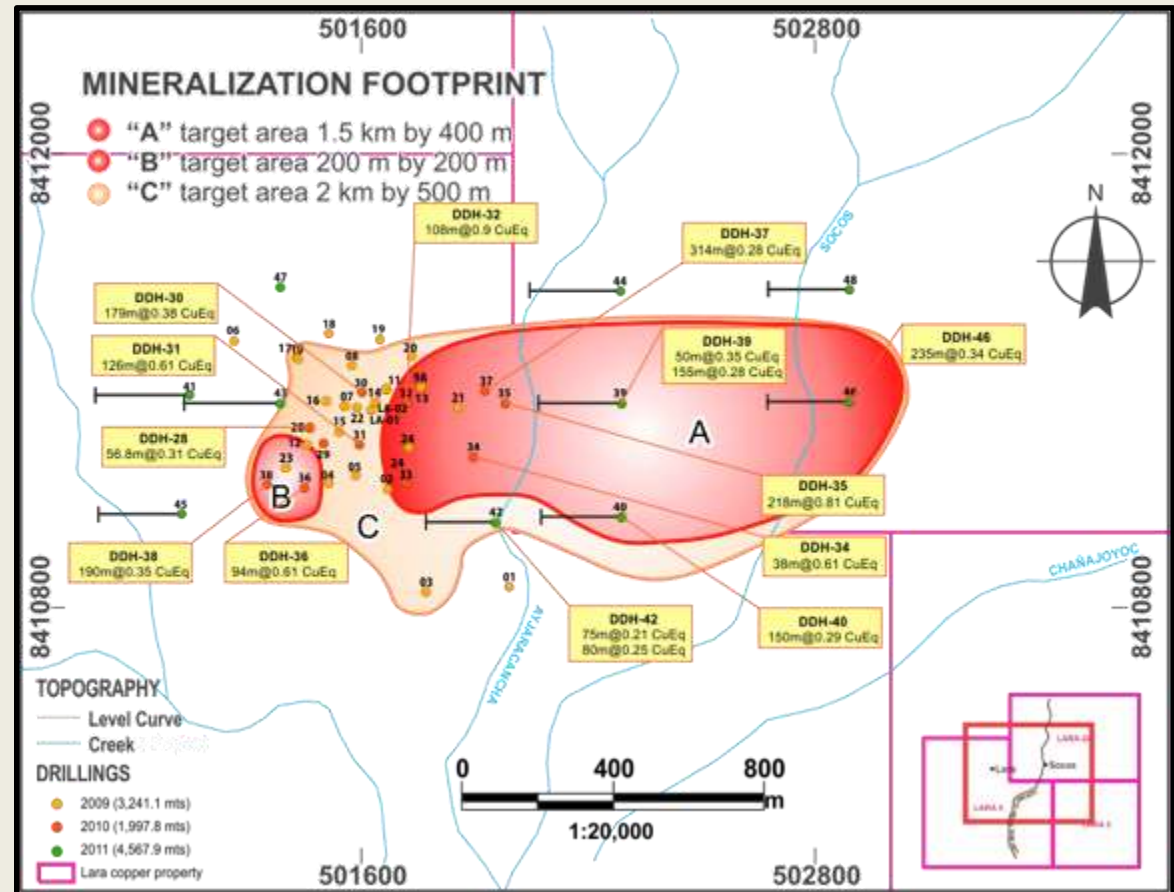 501600
502800
MINERALIZATION FOOTPRINT
"A" target area 1.5 km by 400 m
"B" target area 200 m by 200 m
"C" target area 2 km by 500 m
8412000
8412000
N
SOCOS
DDH-32
108m@0.9 CuEq
DDH-37
314m@0.28 CuEq
DDH-30
179m@0.38 CuEq
DDH-31
126m@0.61 CuEq
DDH-39
50m@0.35 CuEq
155m@0.28 CuEq
DDH-46
235m@0.34 CuEq
DDH-28
56.8m@0.31 CuEq
DDH-35
218m@0.81 CuEq
DDH-38
190m@0.35 CuEq
DDH-36
94m@0.61 CuEq
DDH-34
38m@0.61 CuEq
DDH-42
75m@0.21 CuEq
80m@0.25 CuEq
DDH-40
150m@0.29 CuEq
47
44
48
06
18
19
17
08
20
30
11
37
35
13
21
39
46
41
43
16
07
14
LA-01
22
15
31
34
23
29
38
36
04
05
02
33
24
45
42
40
03
01
A
B
C
AYJARACANCHA
CHAÑAJOYOC
8410800
8410800
TOPOGRAPHY
Level Curve
Creek
DRILLINGS
2009 (3,241.1 mts)
2010 (1,997.8 mts)
2011 (4,567.9 mts)
Lara copper property
0 400 800
m
1:20,000
501600
502800
Lara
Socos